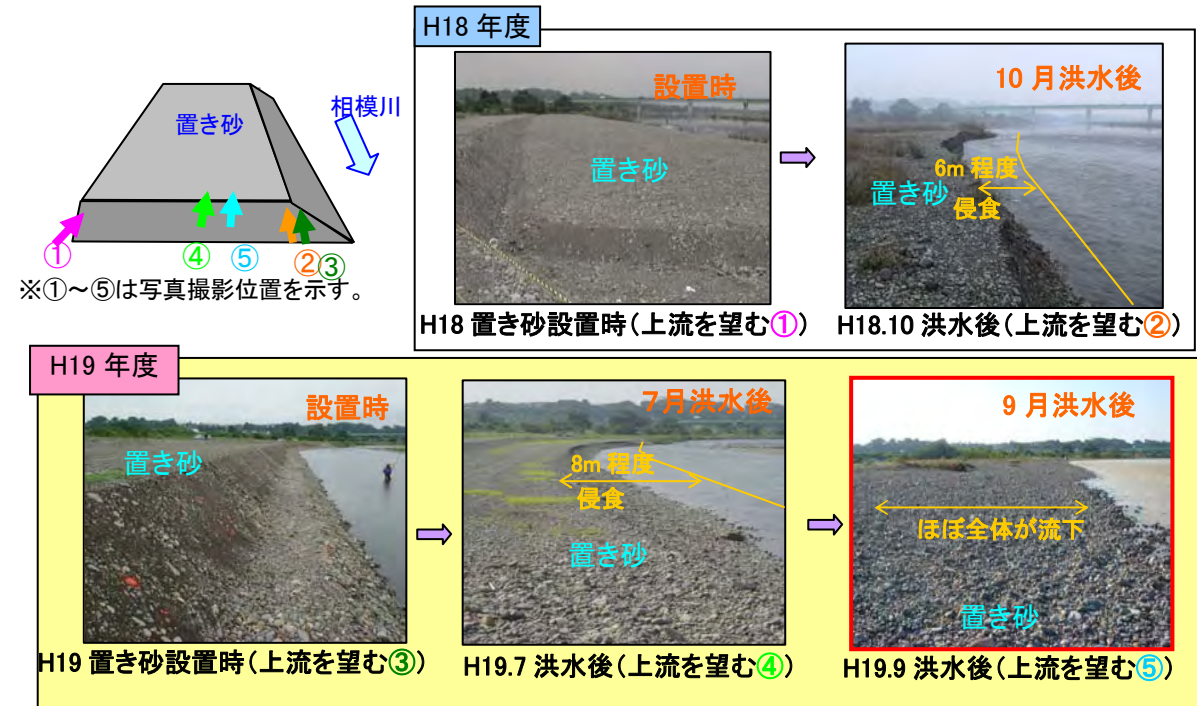 H18 年度
相模川
置き砂
①
④
⑤
②
③
※①～⑤は写真撮影位置を示す。
設置時
置き砂
H18 置き砂設置時（上流を望む①）
10 月洪水後
6m 程度
置き砂
侵食
H18.10 洪水後（上流を望む②）
H19 年度
設置時
置き砂
H19 置き砂設置時（上流を望む③）
7月洪水後
8m 程度
侵食
置き砂
H19.7 洪水後（上流を望む④）
9 月洪水後
ほぼ全体が流下
置き砂
H19.9 洪水後（上流を望む⑤）